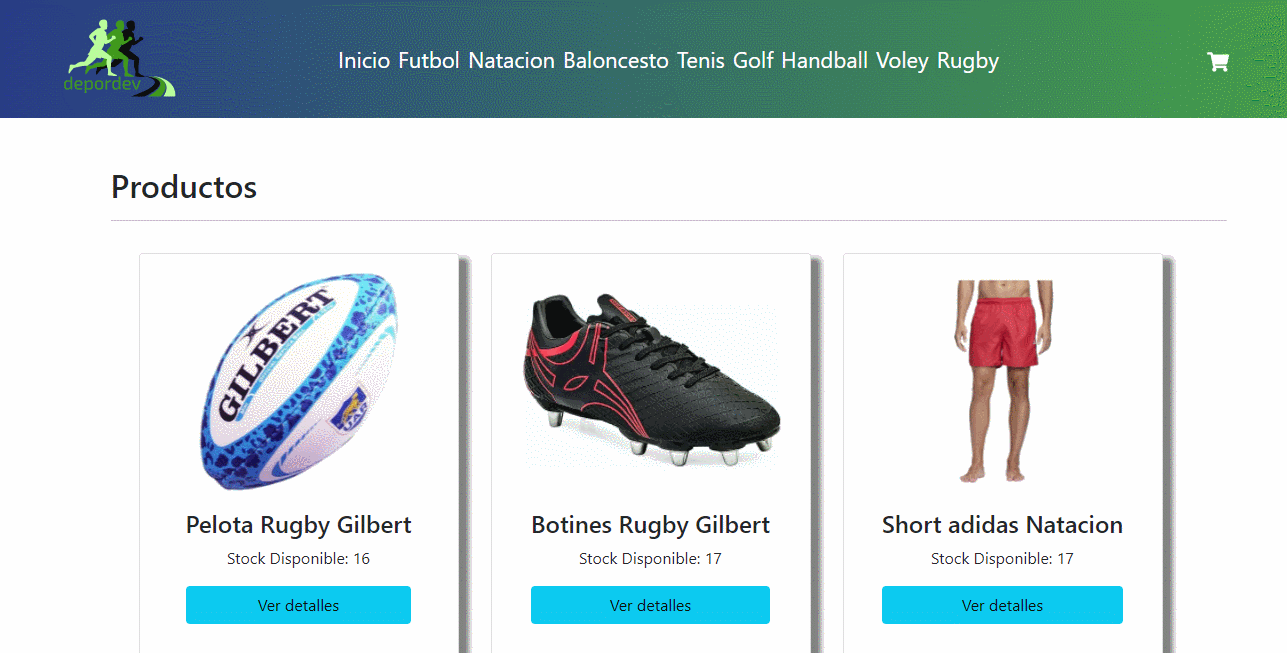 depordev
Inicio Futbol Natacion Baloncesto Tenis Golf Handball Voley Rugby
Productos
GILBERT
UAR
Pelota Rugby Gilbert
Stock Disponible: 16
Ver detalles
Botines Rugby Gilbert
Stock Disponible: 17
Ver detalles
Short adidas Natacion
Stock Disponible: 17
Ver detalles